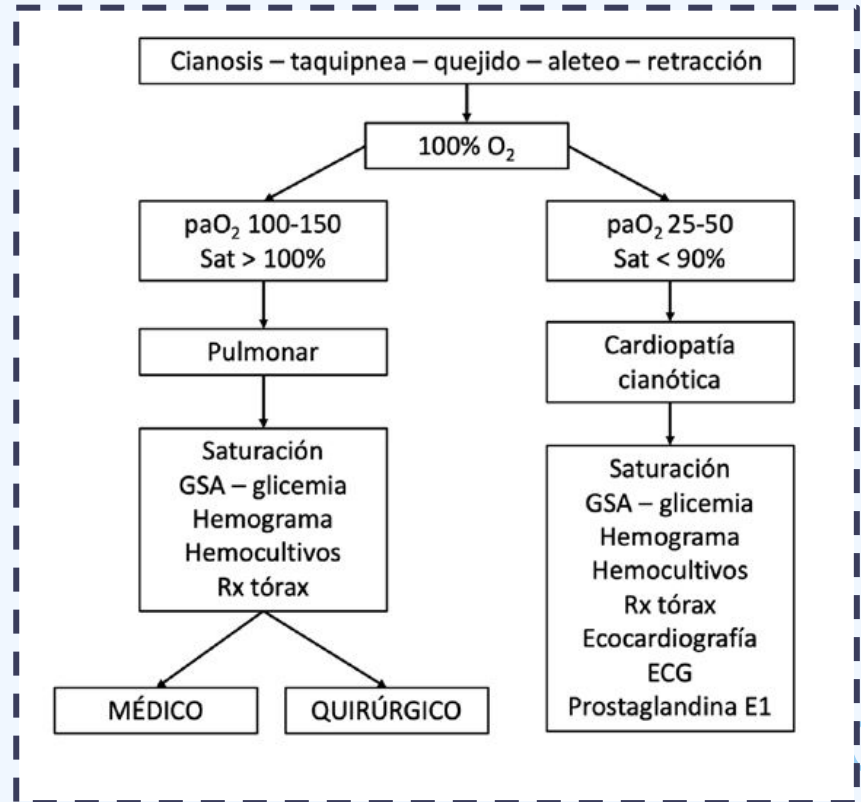 Cianosis – taquipnea – quejido – aleteo – retracción
100% O₂
paO₂ 100-150
Sat > 100%
Pulmonar
Saturación
GSA – glicemia
Hemograma
Hemocultivos
Rx tórax
MÉDICO
QUIRÚRGICO
paO₂ 25-50
Sat < 90%
Cardiopatía
cianótica
Saturación
GSA – glicemia
Hemograma
Hemocultivos
Rx tórax
Ecocardiografía
ECG
Prostaglandina E1